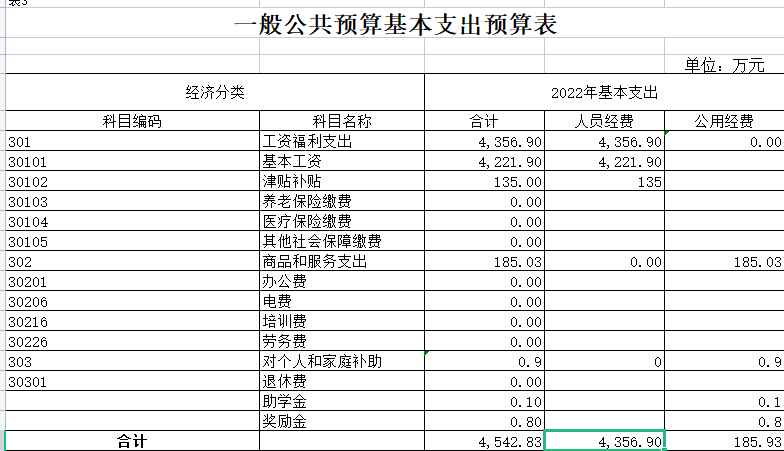 表3
一般公共预算基本支出预算表
单位：万元
经济分类 2022年基本支出
科目编码 科目名称 合计 人员经费 公用经费
301 工资福利支出 4,356.90 4,356.90 0.00
30101 基本工资 4,221.90 4,221.90
30102 津贴补贴 135.00 135
30103 养老保险缴费 0.00
30104 医疗保险缴费 0.00
30105 其他社会保障缴费 0.00
302 商品和服务支出 185.03 0.00 185.03
30201 办公费 0.00
30206 电费 0.00
30216 培训费 0.00
30226 劳务费 0.00
303 对个人和家庭补助 0.9 0 0.9
30301 退休费 0.00
助学金 0.10 0.1
奖励金 0.80 0.8
合计 4,542.83 4,356.90 185.93